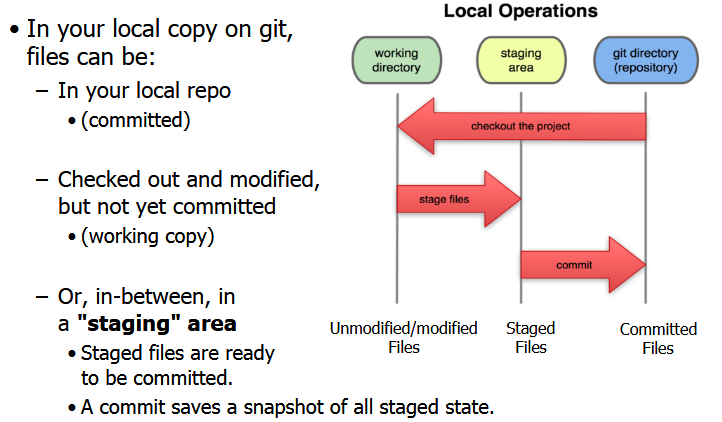 • In your local copy on git,
files can be:
– In your local repo
• (committed)
– Checked out and modified,
but not yet committed
• (working copy)
– Or, in-between, in
a "staging" area
• Staged files are ready
to be committed.
• A commit saves a snapshot of all staged state.
Local Operations
working
directory
staging
area
git directory
(repository)
checkout the project
stage files
commit
Unmodified/modified
Files
Staged
Files
Committed
Files